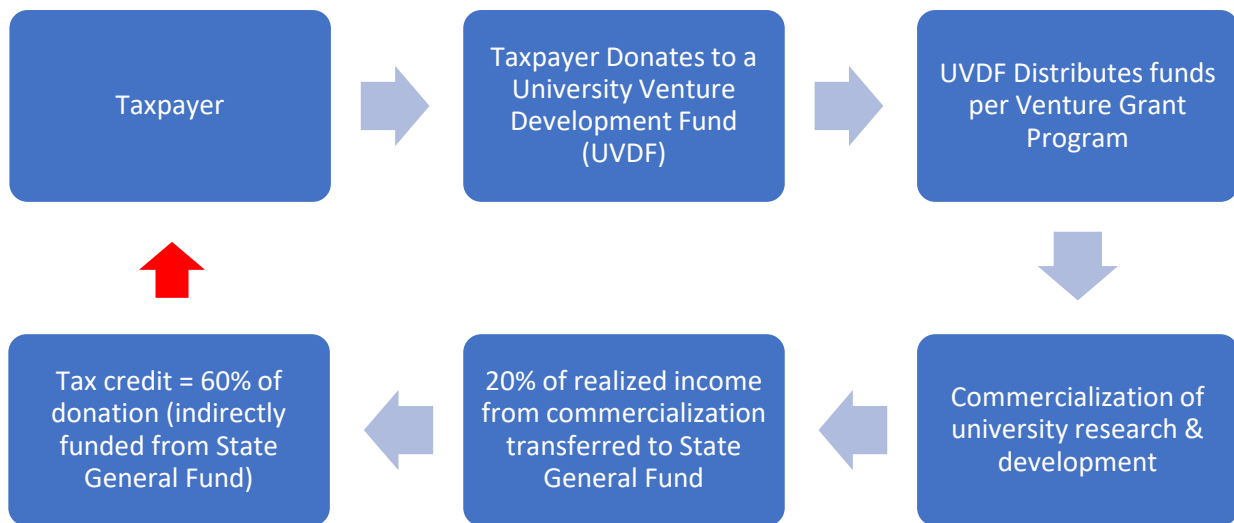 Taxpayer
Taxpayer Donates to a
University Venture
Development Fund
(UVDF)
UVDF Distributes funds
per Venture Grant
Program
Commercialization of
university research &
development
20% of realized income
from commercialization
transferred to State
General Fund
Tax credit = 60% of
donation (indirectly
funded from State
General Fund)